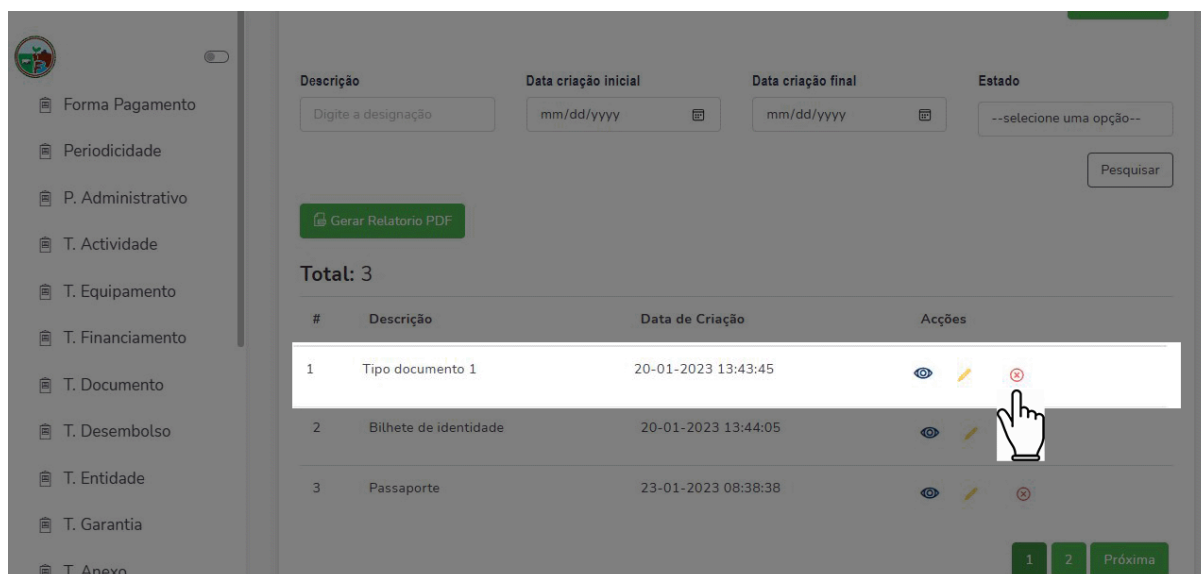 Forma Pagamento
Periodicidade
P. Administrativo
T. Actividade
T. Equipamento
T. Financiamento
T. Documento
T. Desembolso
T. Entidade
T. Garantia
T. Anexo
Descrição Data criação inicial Data criação final Estado
Digite a designação mm/dd/yyyy mm/dd/yyyy --selecione uma opção--
Pesquisar
Gerar Relatorio PDF
Total: 3
# Descrição Data de Criação Acções
1 Tipo documento 1 20-01-2023 13:43:45
2 Bilhete de identidade 20-01-2023 13:44:05
3 Passaporte 23-01-2023 08:38:38
1 2 Próxima